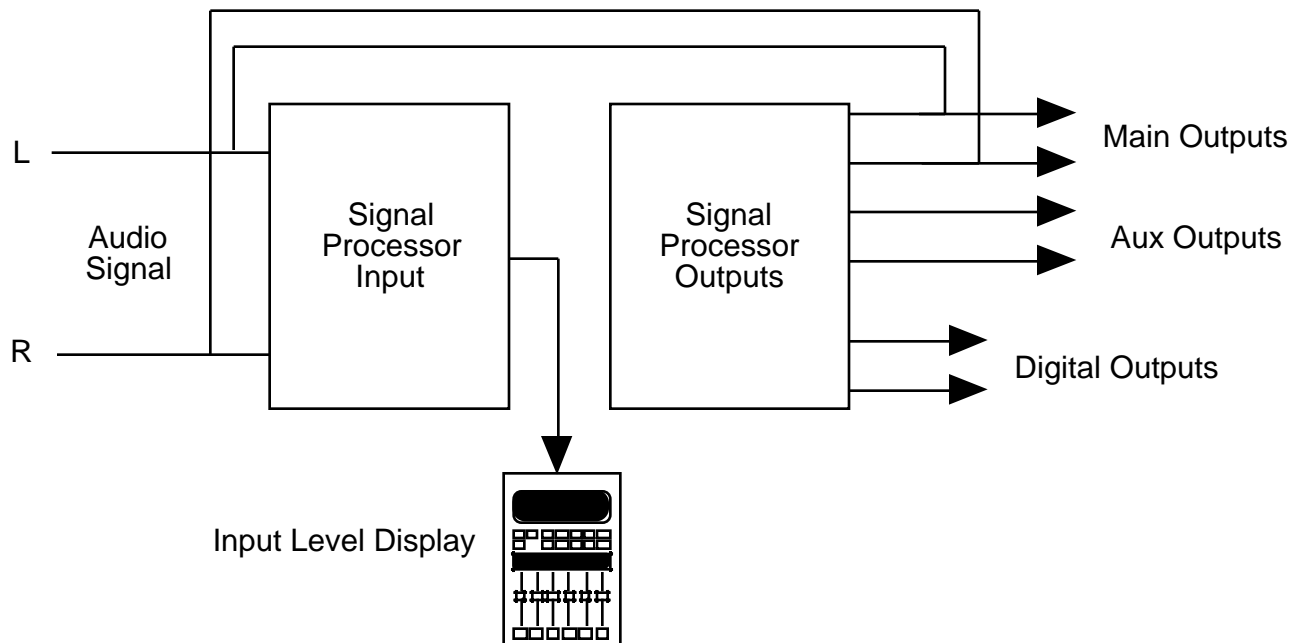 L
Audio
Signal
R
Signal
Processor
Input
Signal
Processor
Outputs
Main Outputs
Aux Outputs
Digital Outputs
Input Level Display